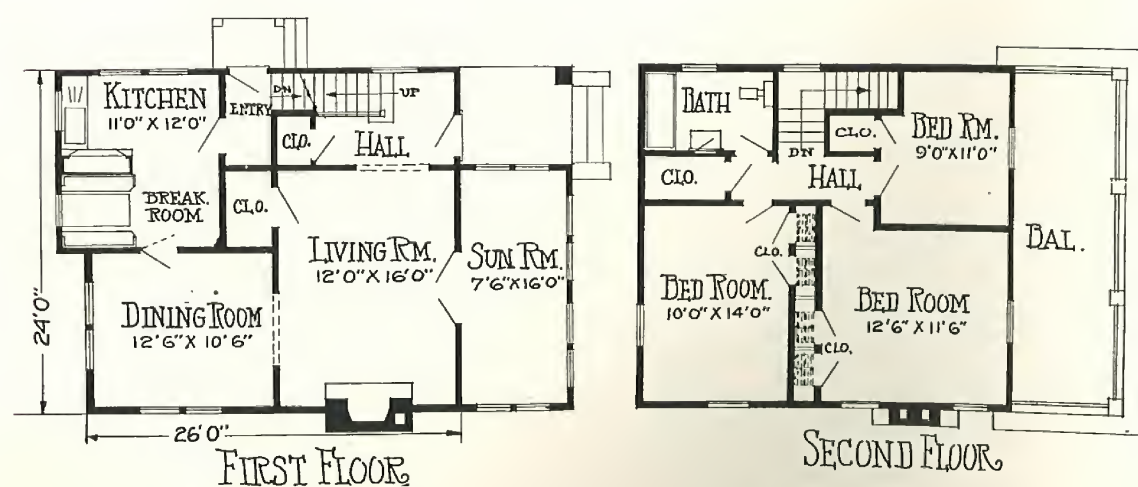 KITCHEN
11'0" X 12'0"
ENTRY
DN
UP
CLO.
HALL
BREAK.
ROOM.
CLO.
LIVING RM.
12'0" X 16'0"
SUN RM.
7'6" X 16'0"
DINING ROOM
12'6" X 10'6"
24'0"
26'0"
FIRST FLOOR
BATH
CLO.
BED RM.
9'0" X 11'0"
DN
CLO.
HALL
BAL.
CLO.
BED ROOM.
10'0" X 14'0"
BED ROOM
12'6" X 11'6"
CLO.
SECOND FLOOR